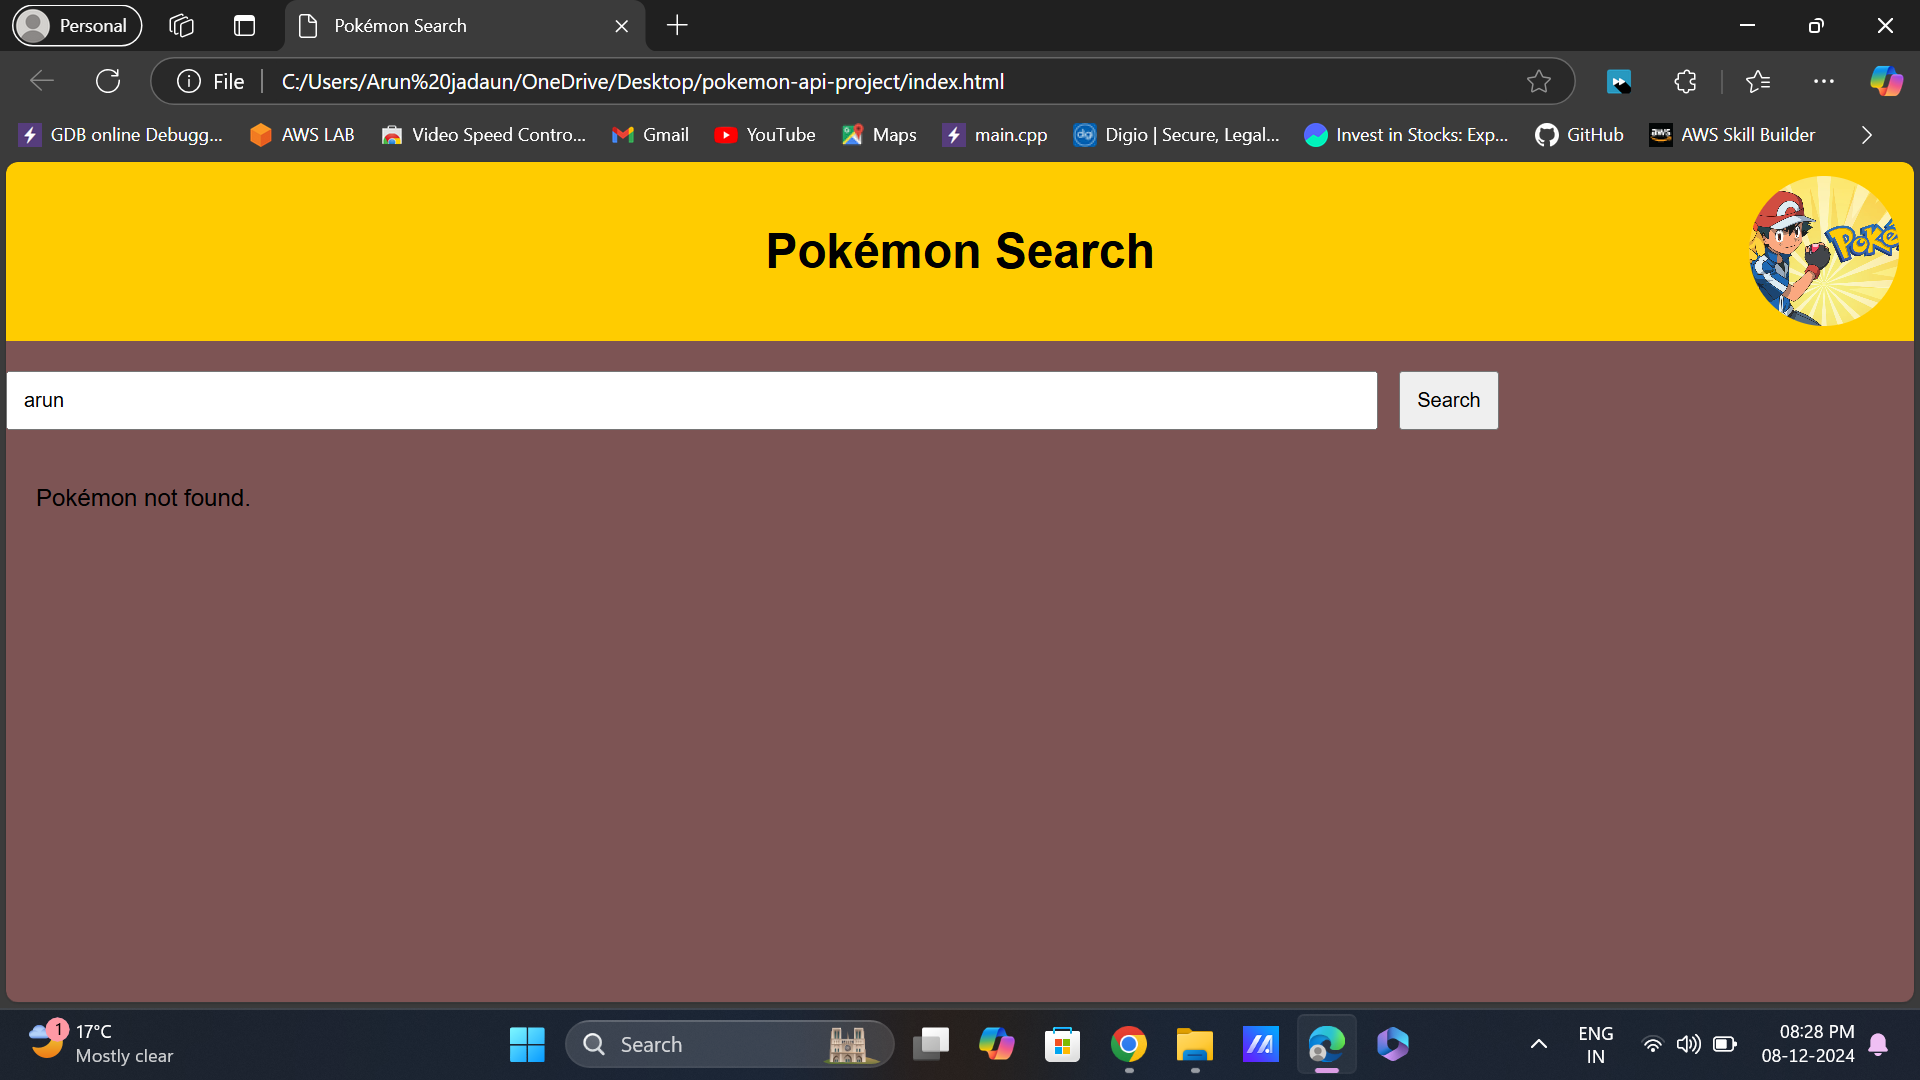 Personal
Pokémon Search
File
C:/Users/Arun%20jadaun/OneDrive/Desktop/pokemon-api-project/index.html
GDB online Debugg...
AWS LAB
Video Speed Contro...
Gmail
YouTube
Maps
main.cpp
digi
Digio | Secure, Legal...
Invest in Stocks: Exp...
GitHub
aws
AWS Skill Builder
Pokémon Search
POKé
arun
Search
Pokémon not found.
1
17°C
Mostly clear
Search
ENG
IN
08:28 PM
08-12-2024